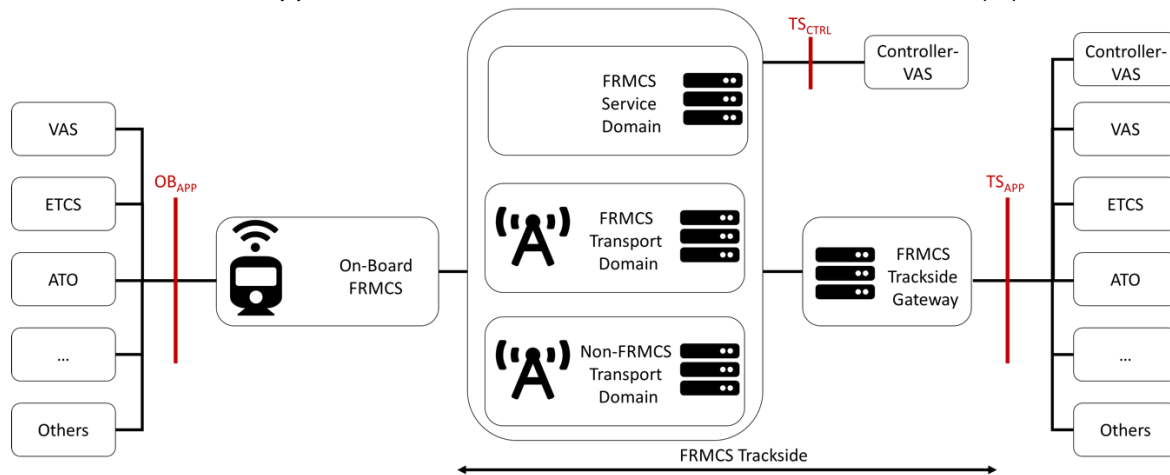 TS_CTRL
Controller-
VAS
Controller-
VAS
FRMCS
Service
Domain
VAS
VAS
OB_APP
TS_APP
ETCS
ETCS
FRMCS
Transport
Domain
On-Board
FRMCS
FRMCS
Trackside
Gateway
ATO
ATO
...
Non-FRMCS
Transport
Domain
...
Others
Others
FRMCS Trackside